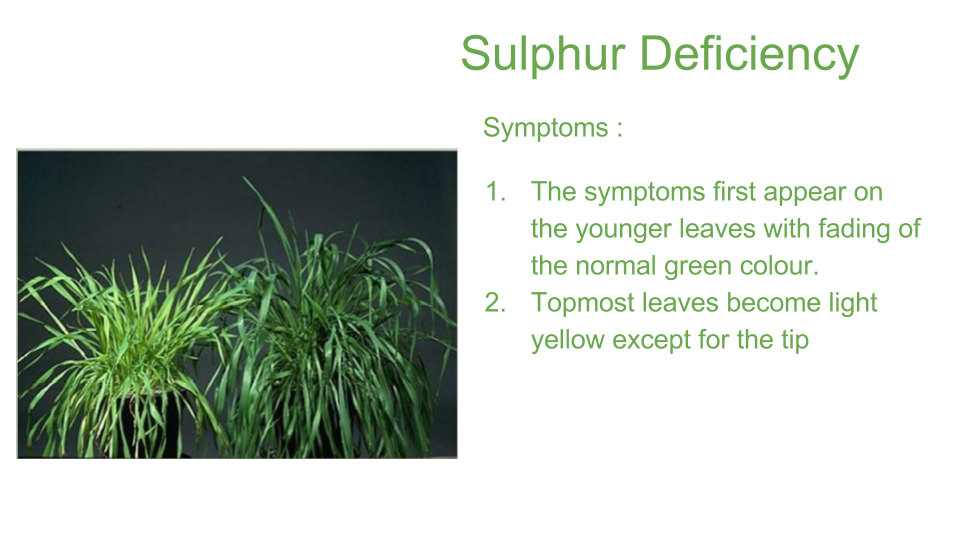 Sulphur Deficiency
Symptoms :
1. The symptoms first appear on
the younger leaves with fading of
the normal green colour.
2. Topmost leaves become light
yellow except for the tip